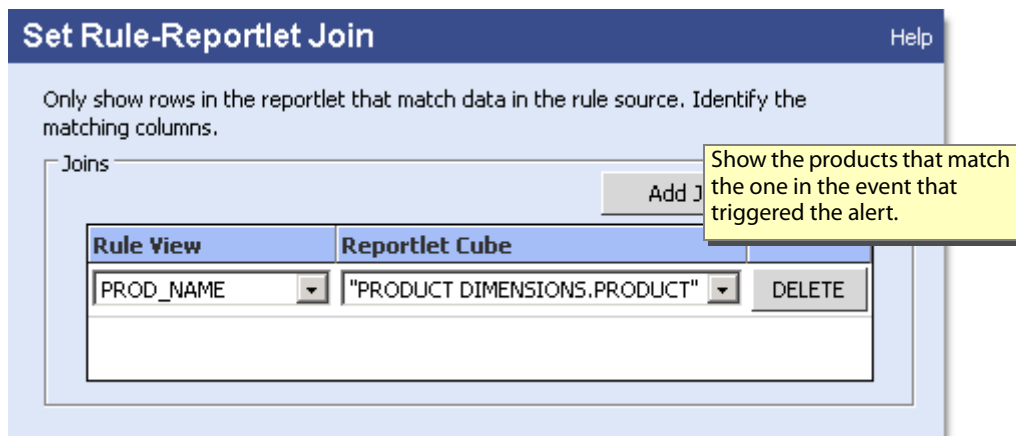 Set Rule-Reportlet Join
Help
Only show rows in the reportlet that match data in the rule source. Identify the
matching columns.
Joins
Add J
Show the products that match
the one in the event that
triggered the alert.
Rule View
Reportlet Cube
PROD_NAME
"PRODUCT DIMENSIONS.PRODUCT"
DELETE